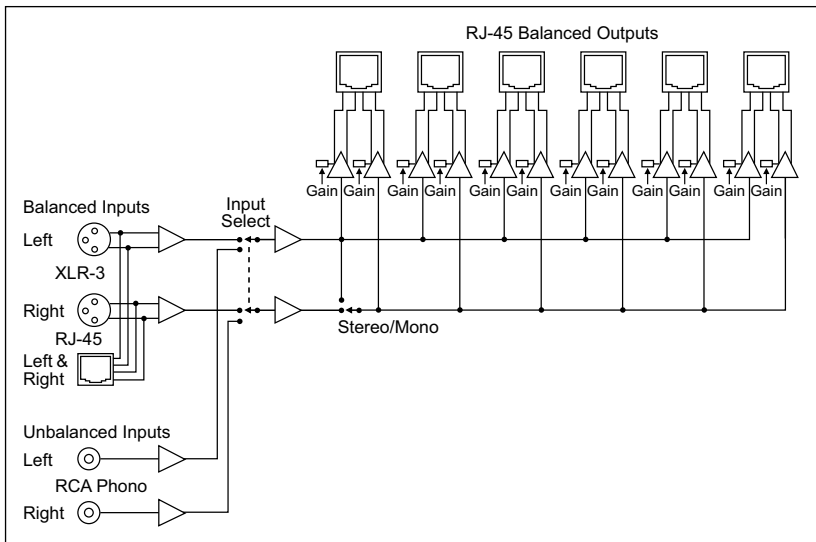 RJ-45 Balanced Outputs
Gain Gain Gain Gain Gain Gain Gain Gain Gain Gain Gain Gain
Input
Select
Balanced Inputs
Left
XLR-3
Right
RJ-45
Left &
Right
Stereo/Mono
Unbalanced Inputs
Left
RCA Phono
Right